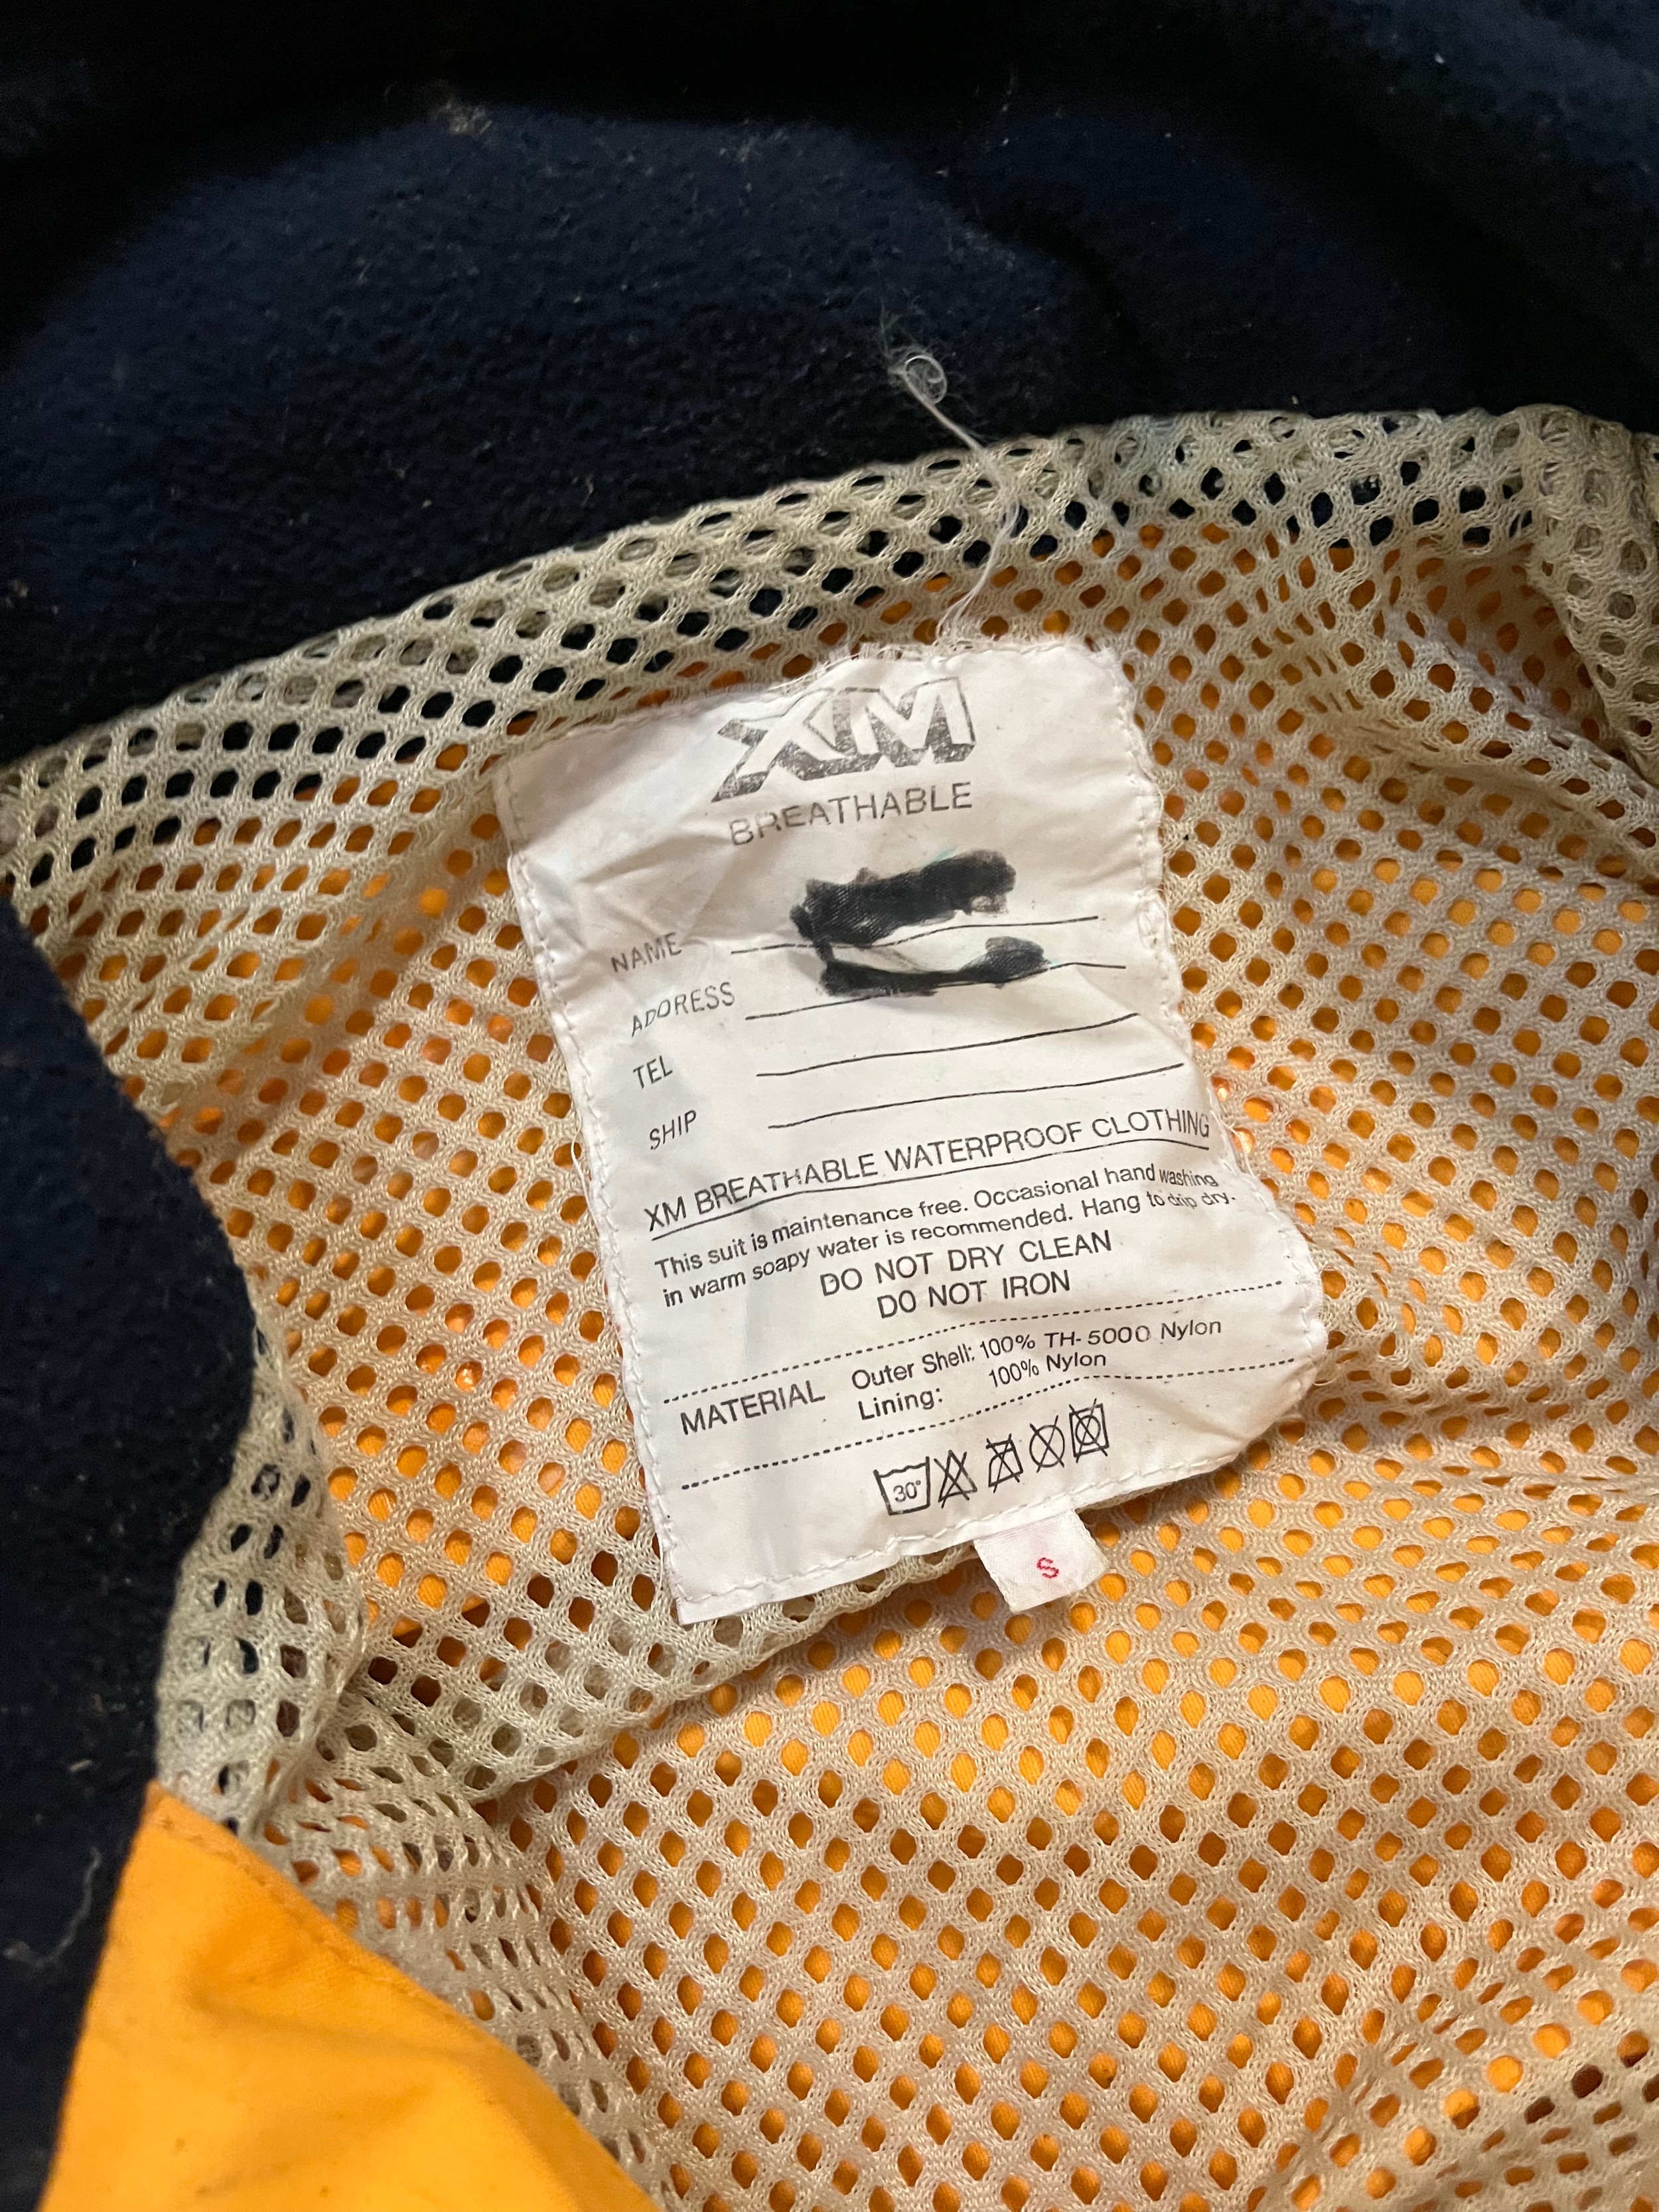 XM
BREATHABLE
NAME
ADDRESS
TEL
SHIP
XM BREATHABLE WATERPROOF CLOTHING
This suit is maintenance free. Occasional hand washing
in warm soapy water is recommended. Hang to drip dry.
DO NOT DRY CLEAN
DO NOT IRON
MATERIAL Outer Shell: 100% TH-5000 Nylon
Lining: 100% Nylon
30°
S